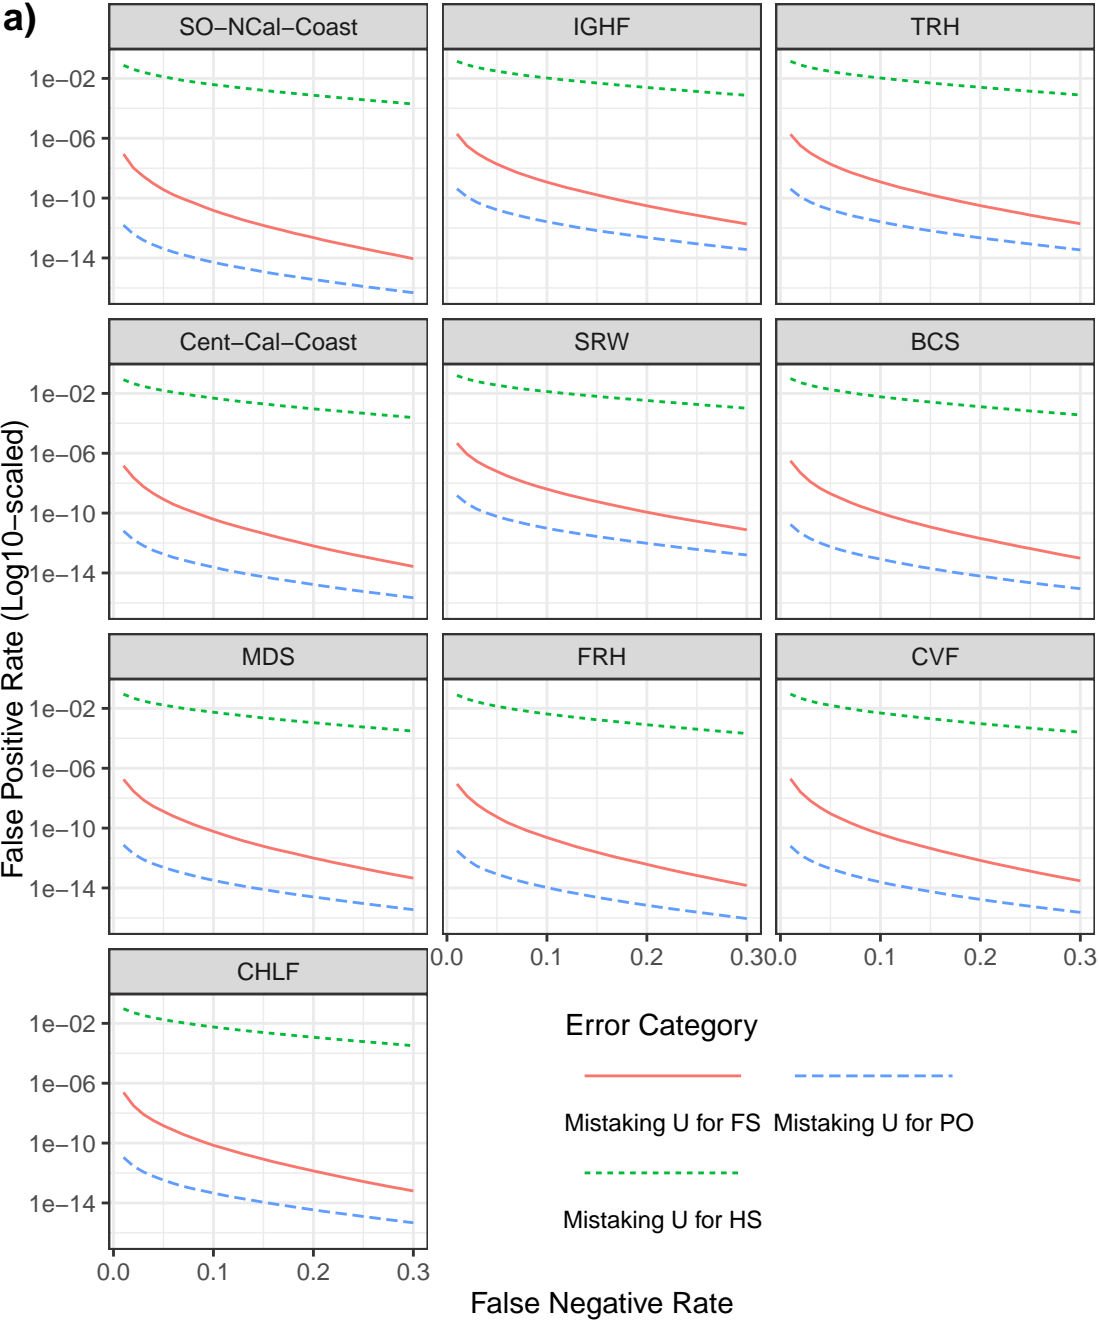 a)
SO−NCal−Coast
IGHF
TRH
1e−02
1e−06
1e−10
1e−14
Cent−Cal−Coast
SRW
BCS
1e−02
1e−06
1e−10
1e−14
False Positive Rate (Log10−scaled)
MDS
FRH
CVF
1e−02
1e−06
1e−10
1e−14
0.0 0.1 0.2 0.3
0.0 0.1 0.2 0.3
CHLF
1e−02
1e−06
1e−10
1e−14
0.0 0.1 0.2 0.3
Error Category
Mistaking U for FS
Mistaking U for PO
Mistaking U for HS
False Negative Rate